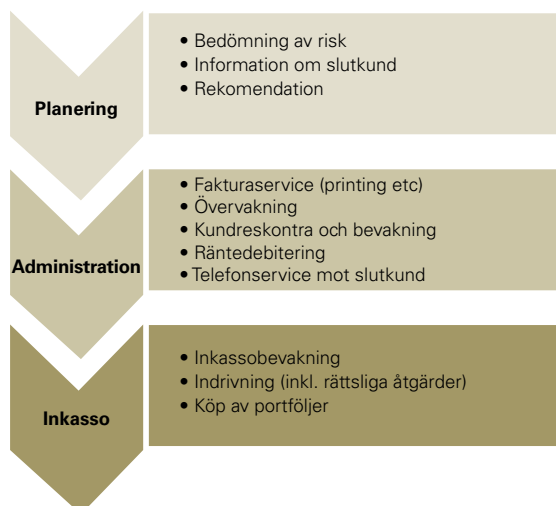 Planering
• Bedömning av risk
• Information om slutkund
• Rekomendation
Administration
• Fakturaservice (printing etc)
• Övervakning
• Kundreskontra och bevakning
• Räntedebitering
• Telefonservice mot slutkund
Inkasso
• Inkassobevakning
• Indrivning (inkl. rättsliga åtgärder)
• Köp av portföljer